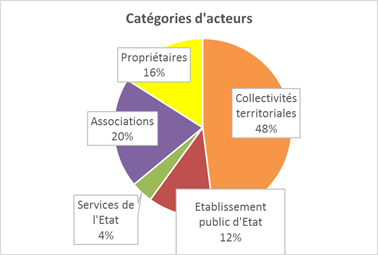 Catégories d'acteurs
Propriétaires
16%
Collectivités
territoriales
48%
Associations
20%
Services de
l'Etat
4%
Etablissement
public d'Etat
12%